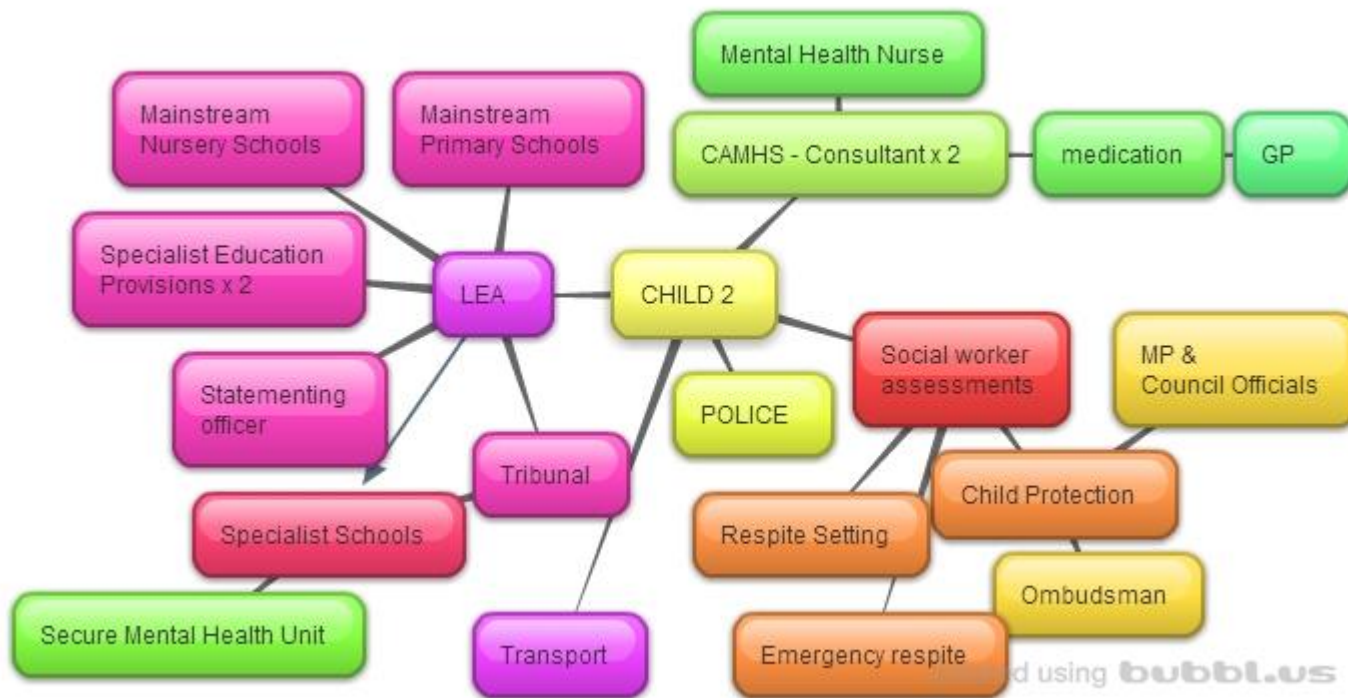 Mental Health Nurse
Mainstream
Nursery Schools
Mainstream
Primary Schools
CAMHS - Consultant x 2
medication
GP
Specialist Education
Provisions x 2
LEA
CHILD 2
Social worker
assessments
MP &
Council Officials
Statementing
officer
POLICE
Tribunal
Child Protection
Specialist Schools
Respite Setting
Ombudsman
Secure Mental Health Unit
Transport
Emergency respite
using bubbl.us